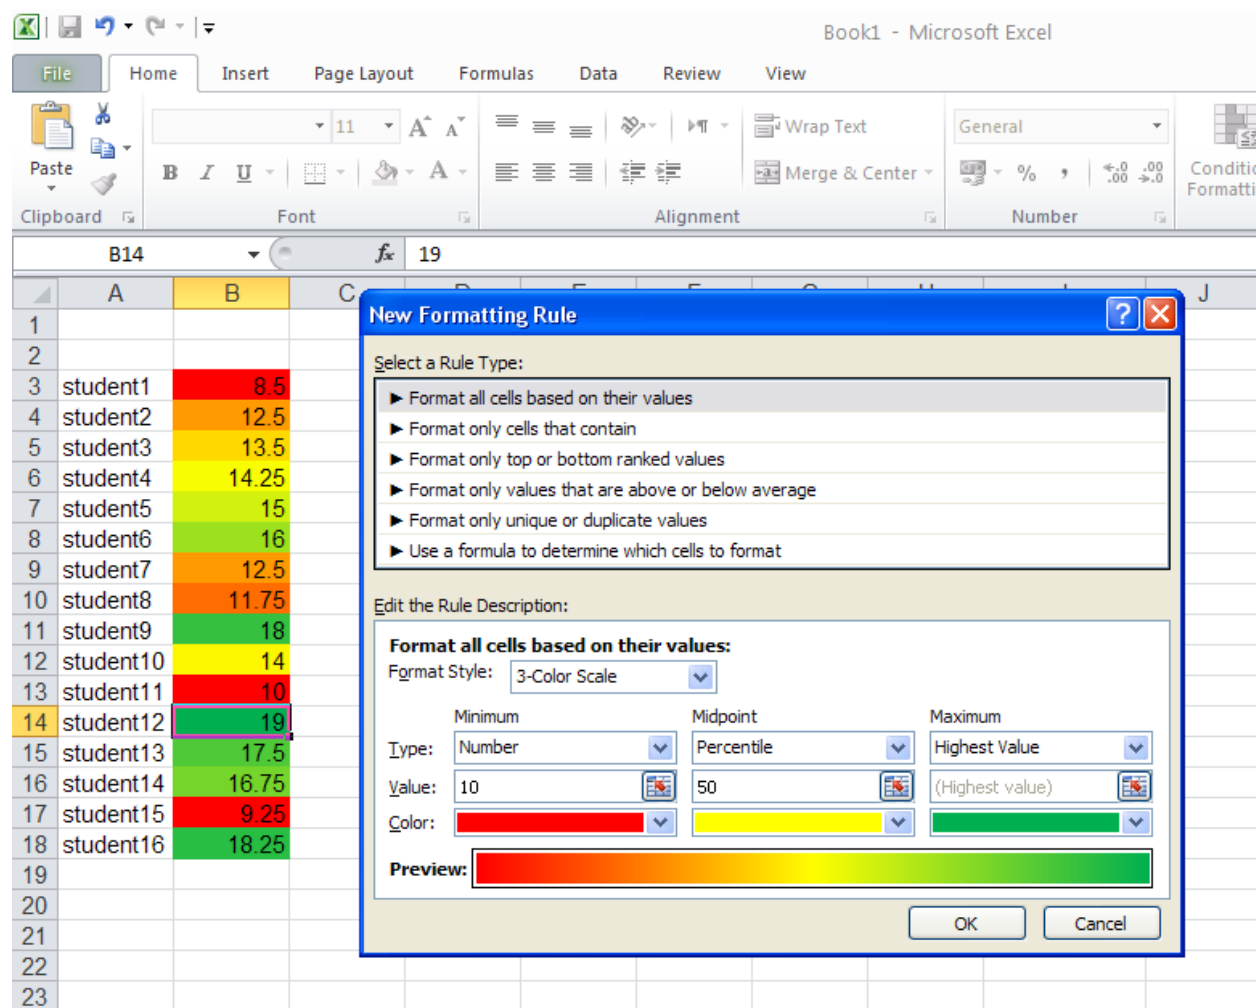 Book1 - Microsoft Excel
File Home Insert Page Layout Formulas Data Review View
11 A A Wrap Text General
Paste B I U A Merge & Center % , .0 .00 .00 .0 Conditio
Formatti
Clipboard Font Alignment Number
B14 fx 19
A B C J
1
2
3 student1 8.5
4 student2 12.5
5 student3 13.5
6 student4 14.25
7 student5 15
8 student6 16
9 student7 12.5
10 student8 11.75
11 student9 18
12 student10 14
13 student11 10
14 student12 19
15 student13 17.5
16 student14 16.75
17 student15 9.25
18 student16 18.25
19
20
21
22
23
New Formatting Rule
Select a Rule Type:
► Format all cells based on their values
► Format only cells that contain
► Format only top or bottom ranked values
► Format only values that are above or below average
► Format only unique or duplicate values
► Use a formula to determine which cells to format
Edit the Rule Description:
Format all cells based on their values:
Format Style: 3-Color Scale
Minimum Midpoint Maximum
Type: Number Percentile Highest Value
Value: 10 50 (Highest value)
Color:
Preview:
OK Cancel